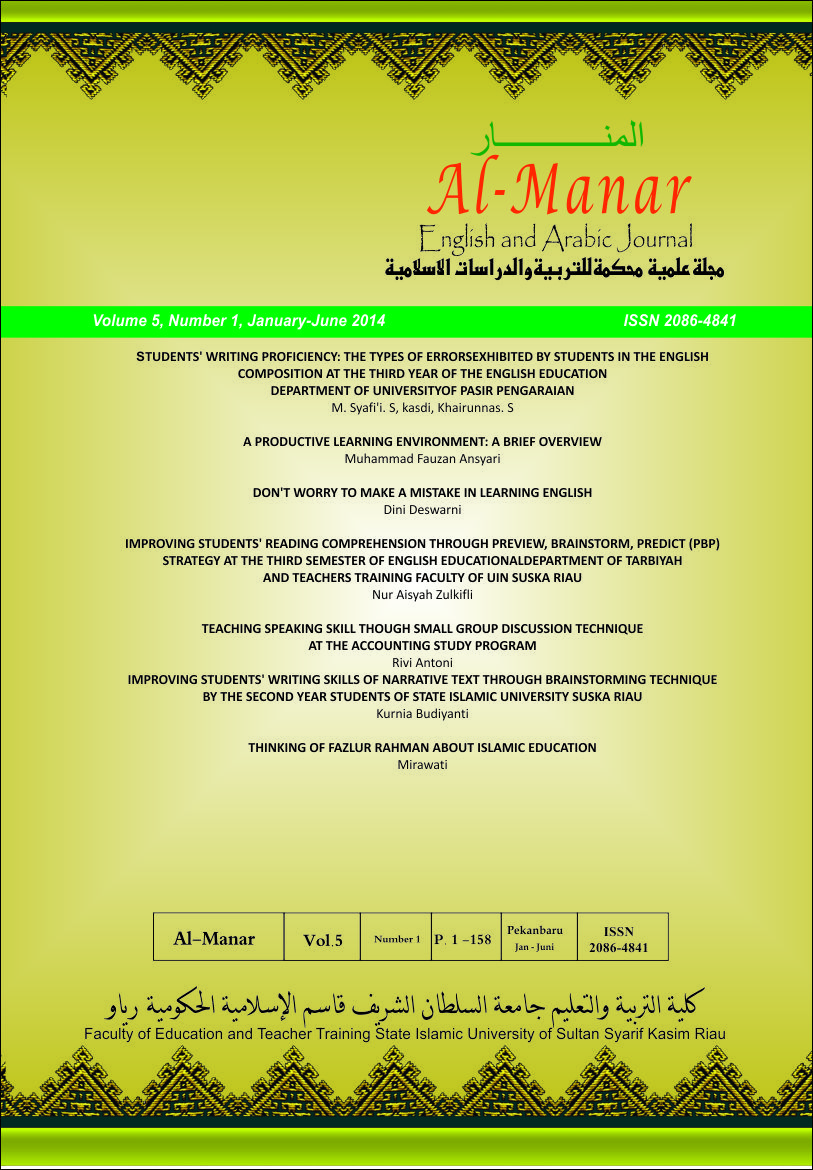 المنـــــــــار
Al-Manar
English and Arabic Journal
مجلة علمية محكمة للتربية والدراسات الاسلامية
Volume 5, Number 1, January-June 2014 ISSN 2086-4841
STUDENTS' WRITING PROFICIENCY: THE TYPES OF ERRORSEXHIBITED BY STUDENTS IN THE ENGLISH
COMPOSITION AT THE THIRD YEAR OF THE ENGLISH EDUCATION
DEPARTMENT OF UNIVERSITYOF PASIR PENGARAIAN
M. Syafi'i. S, kasdi, Khairunnas. S
A PRODUCTIVE LEARNING ENVIRONMENT: A BRIEF OVERVIEW
Muhammad Fauzan Ansyari
DON'T WORRY TO MAKE A MISTAKE IN LEARNING ENGLISH
Dini Deswarni
IMPROVING STUDENTS' READING COMPREHENSION THROUGH PREVIEW, BRAINSTORM, PREDICT (PBP)
STRATEGY AT THE THIRD SEMESTER OF ENGLISH EDUCATIONALDEPARTMENT OF TARBIYAH
AND TEACHERS TRAINING FACULTY OF UIN SUSKA RIAU
Nur Aisyah Zulkifli
TEACHING SPEAKING SKILL THOUGH SMALL GROUP DISCUSSION TECHNIQUE
AT THE ACCOUNTING STUDY PROGRAM
Rivi Antoni
IMPROVING STUDENTS' WRITING SKILLS OF NARRATIVE TEXT THROUGH BRAINSTORMING TECHNIQUE
BY THE SECOND YEAR STUDENTS OF STATE ISLAMIC UNIVERSITY SUSKA RIAU
Kurnia Budiyanti
THINKING OF FAZLUR RAHMAN ABOUT ISLAMIC EDUCATION
Mirawati
Al–Manar Vol.5 Number 1 P. 1 –158 Pekanbaru Jan - Juni ISSN 2086-4841
كلية التربية والتعليم جامعة السلطان الشريف قاسم الإسلامية الحكومية رياو
Faculty of Education and Teacher Training State Islamic University of Sultan Syarif Kasim Riau